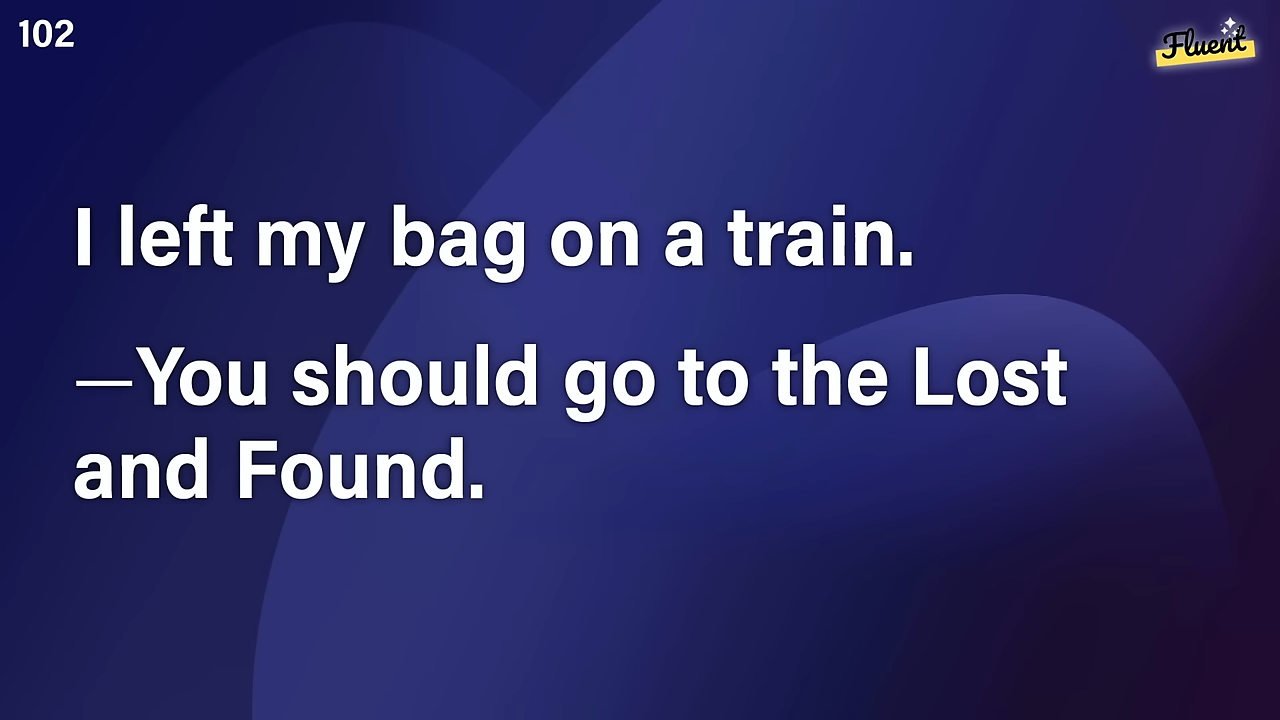 102
Fluent
I left my bag on a train.
—You should go to the Lost
and Found.